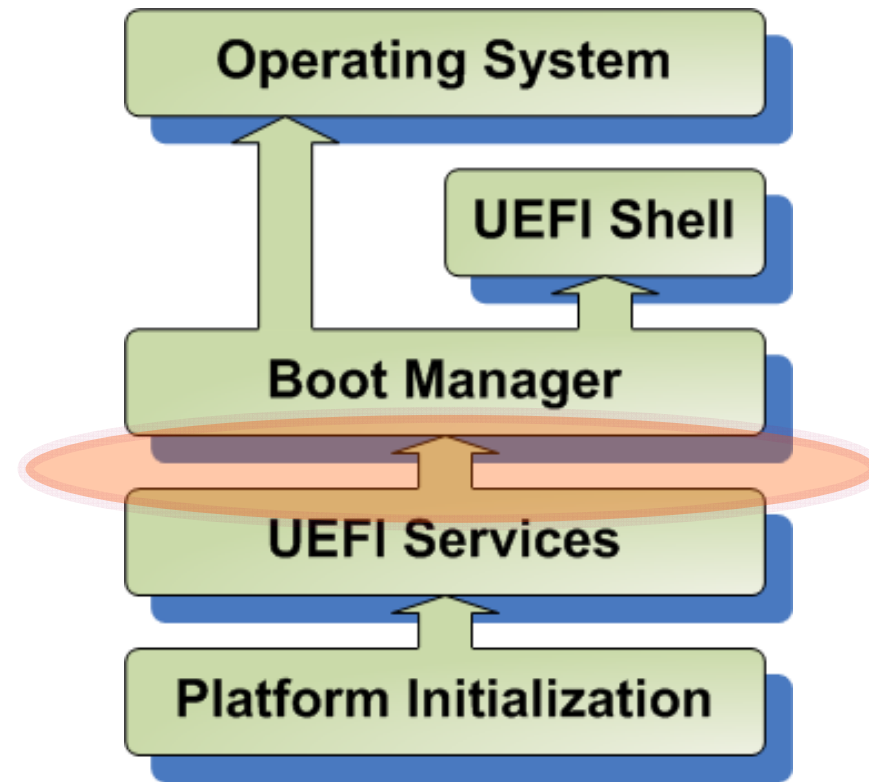 Operating System
UEFI Shell
Boot Manager
UEFI Services
Platform Initialization